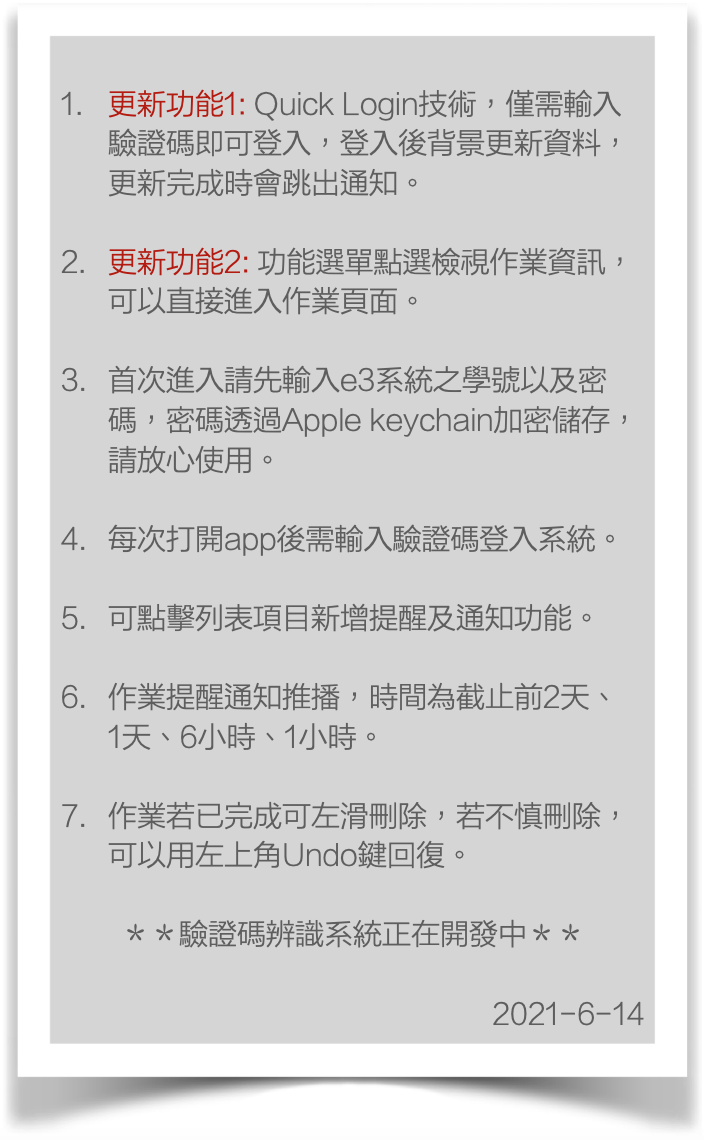 1. 更新功能1: Quick Login技術，僅需輸入
驗證碼即可登入，登入後背景更新資料，
更新完成時會跳出通知。
2. 更新功能2: 功能選單點選檢視作業資訊，
可以直接進入作業頁面。
3. 首次進入請先輸入e3系統之學號以及密
碼，密碼透過Apple keychain加密儲存，
請放心使用。
4. 每次打開app後需輸入驗證碼登入系統。
5. 可點擊列表項目新增提醒及通知功能。
6. 作業提醒通知推播，時間為截止前2天、
1天、6小時、1小時。
7. 作業若已完成可左滑刪除，若不慎刪除，
可以用左上角Undo鍵回復。
＊＊驗證碼辨識系統正在開發中＊＊
2021-6-14